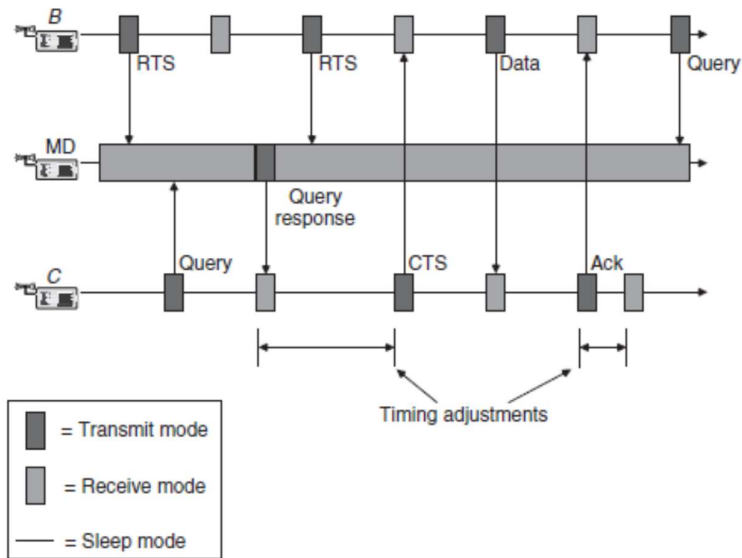 B
RTS
RTS
Data
Query
MD
Query
response
C
Query
CTS
Ack
Timing adjustments
= Transmit mode
= Receive mode
= Sleep mode